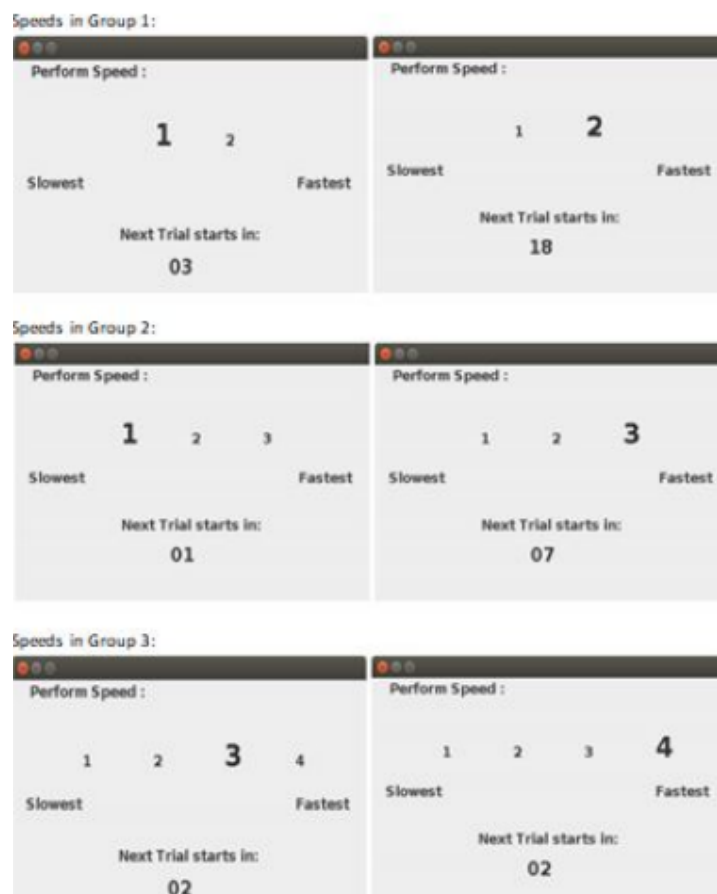 Speeds in Group 1:
Perform Speed :
1 2
Slowest Fastest
Next Trial starts in:
03
Perform Speed :
1 2
Slowest Fastest
Next Trial starts in:
18
Speeds in Group 2:
Perform Speed :
1 2 3
Slowest Fastest
Next Trial starts in:
01
Perform Speed :
1 2 3
Slowest Fastest
Next Trial starts in:
07
Speeds in Group 3:
Perform Speed :
1 2 3 4
Slowest Fastest
Next Trial starts in:
02
Perform Speed :
1 2 3 4
Slowest Fastest
Next Trial starts in:
02